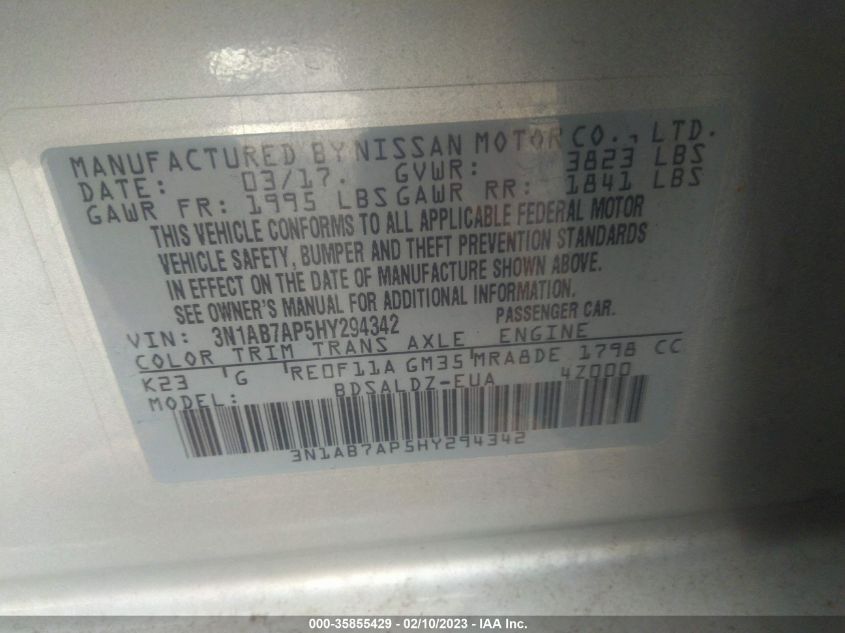 MANUFACTURED BY NISSAN MOTOR CO., LTD.
DATE: 03/17. GVWR: 3823 LBS
GAWR FR: 1995 LBS GAWR RR: 1841 LBS
THIS VEHICLE CONFORMS TO ALL APPLICABLE FEDERAL MOTOR
VEHICLE SAFETY, BUMPER AND THEFT PREVENTION STANDARDS
IN EFFECT ON THE DATE OF MANUFACTURE SHOWN ABOVE.
SEE OWNER'S MANUAL FOR ADDITIONAL INFORMATION.
VIN: 3N1AB7AP5HY294342 PASSENGER CAR.
COLOR TRIM TRANS AXLE ENGINE
K23 G RE0F11A GM35 MRA8DE 1798 CC
MODEL: BDSALDZ-EUA 4Z000
3N1AB7AP5HY294342
000-35855429 - 02/10/2023 - IAA Inc.